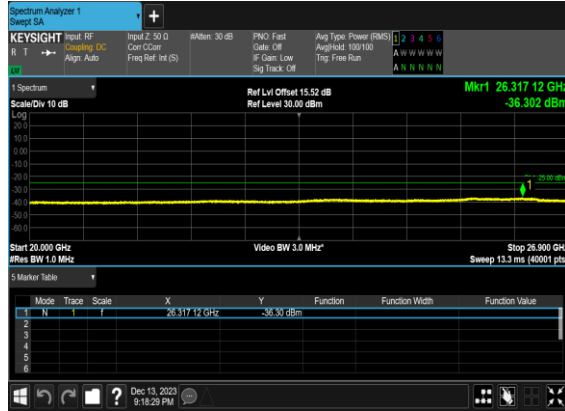 Spectrum Analyzer 1
Swept SA
+
KEYSIGHT Input: RF Input Z: 50 Ω #Atten: 30 dB PNO: Fast Avg Type: Power (RMS) 1 2 3 4 5 6
R T Coupling: DC Corr CCorr Gate: Off Avg|Hold: 100/100 A W W W W W
Align: Auto Freq Ref: Int (S) IF Gain: Low Trig: Free Run
Sig Track: Off A N N N N N
1 Spectrum
Ref Lvl Offset 15.52 dB Mkr1 26.317 12 GHz
Scale/Div 10 dB Ref Level 30.00 dBm -36.302 dBm
Log
20.0
10.0
0.00
-10.0
-20.0
-25.00 dBm
1
-30.0
-40.0
-50.0
-60.0
Start 20.000 GHz Video BW 3.0 MHz* Stop 26.900 GHz
#Res BW 1.0 MHz Sweep 13.3 ms (40001 pts
5 Marker Table
Mode Trace Scale X Y Function Function Width Function Value
1 N 1 f 26.317 12 GHz -36.30 dBm
2
3
4
5
6
? Dec 13, 2023
9:18:29 PM